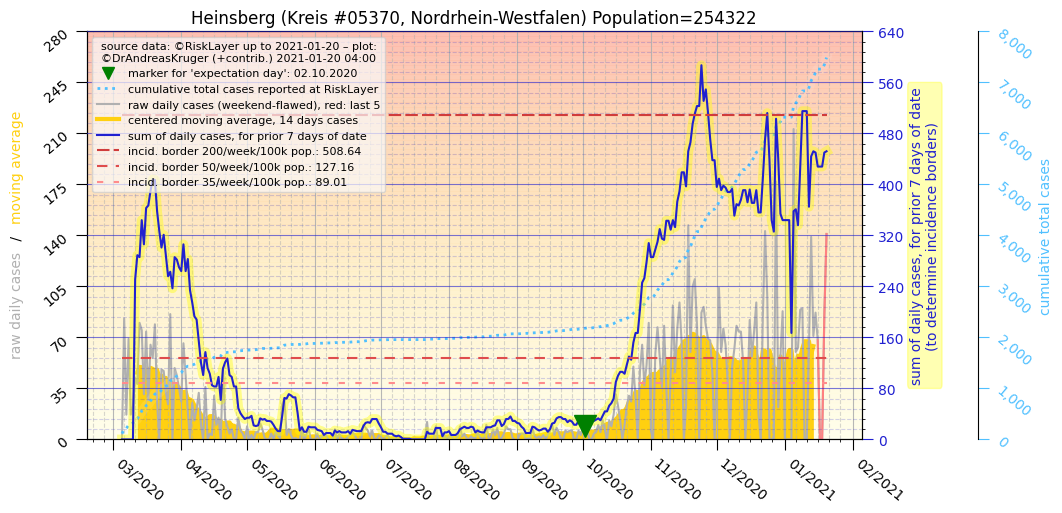 Heinsberg (Kreis #05370, Nordrhein-Westfalen) Population=254322
source data: ©RiskLayer up to 2021-01-20 – plot:
©DrAndreasKruger (+contrib.) 2021-01-20 04:00
marker for 'expectation day': 02.10.2020
cumulative total cases reported at RiskLayer
raw daily cases (weekend-flawed), red: last 5
centered moving average, 14 days cases
sum of daily cases, for prior 7 days of date
incid. border 200/week/100k pop.: 508.64
incid. border 50/week/100k pop.: 127.16
incid. border 35/week/100k pop.: 89.01
raw daily cases / moving average
280
245
210
175
140
105
70
35
0
640
560
480
400
320
240
160
80
0
sum of daily cases, for prior 7 days of date
(to determine incidence borders)
8,000
7,000
6,000
5,000
4,000
3,000
2,000
1,000
0
cumulative total cases
03/2020
04/2020
05/2020
06/2020
07/2020
08/2020
09/2020
10/2020
11/2020
12/2020
01/2021
02/2021